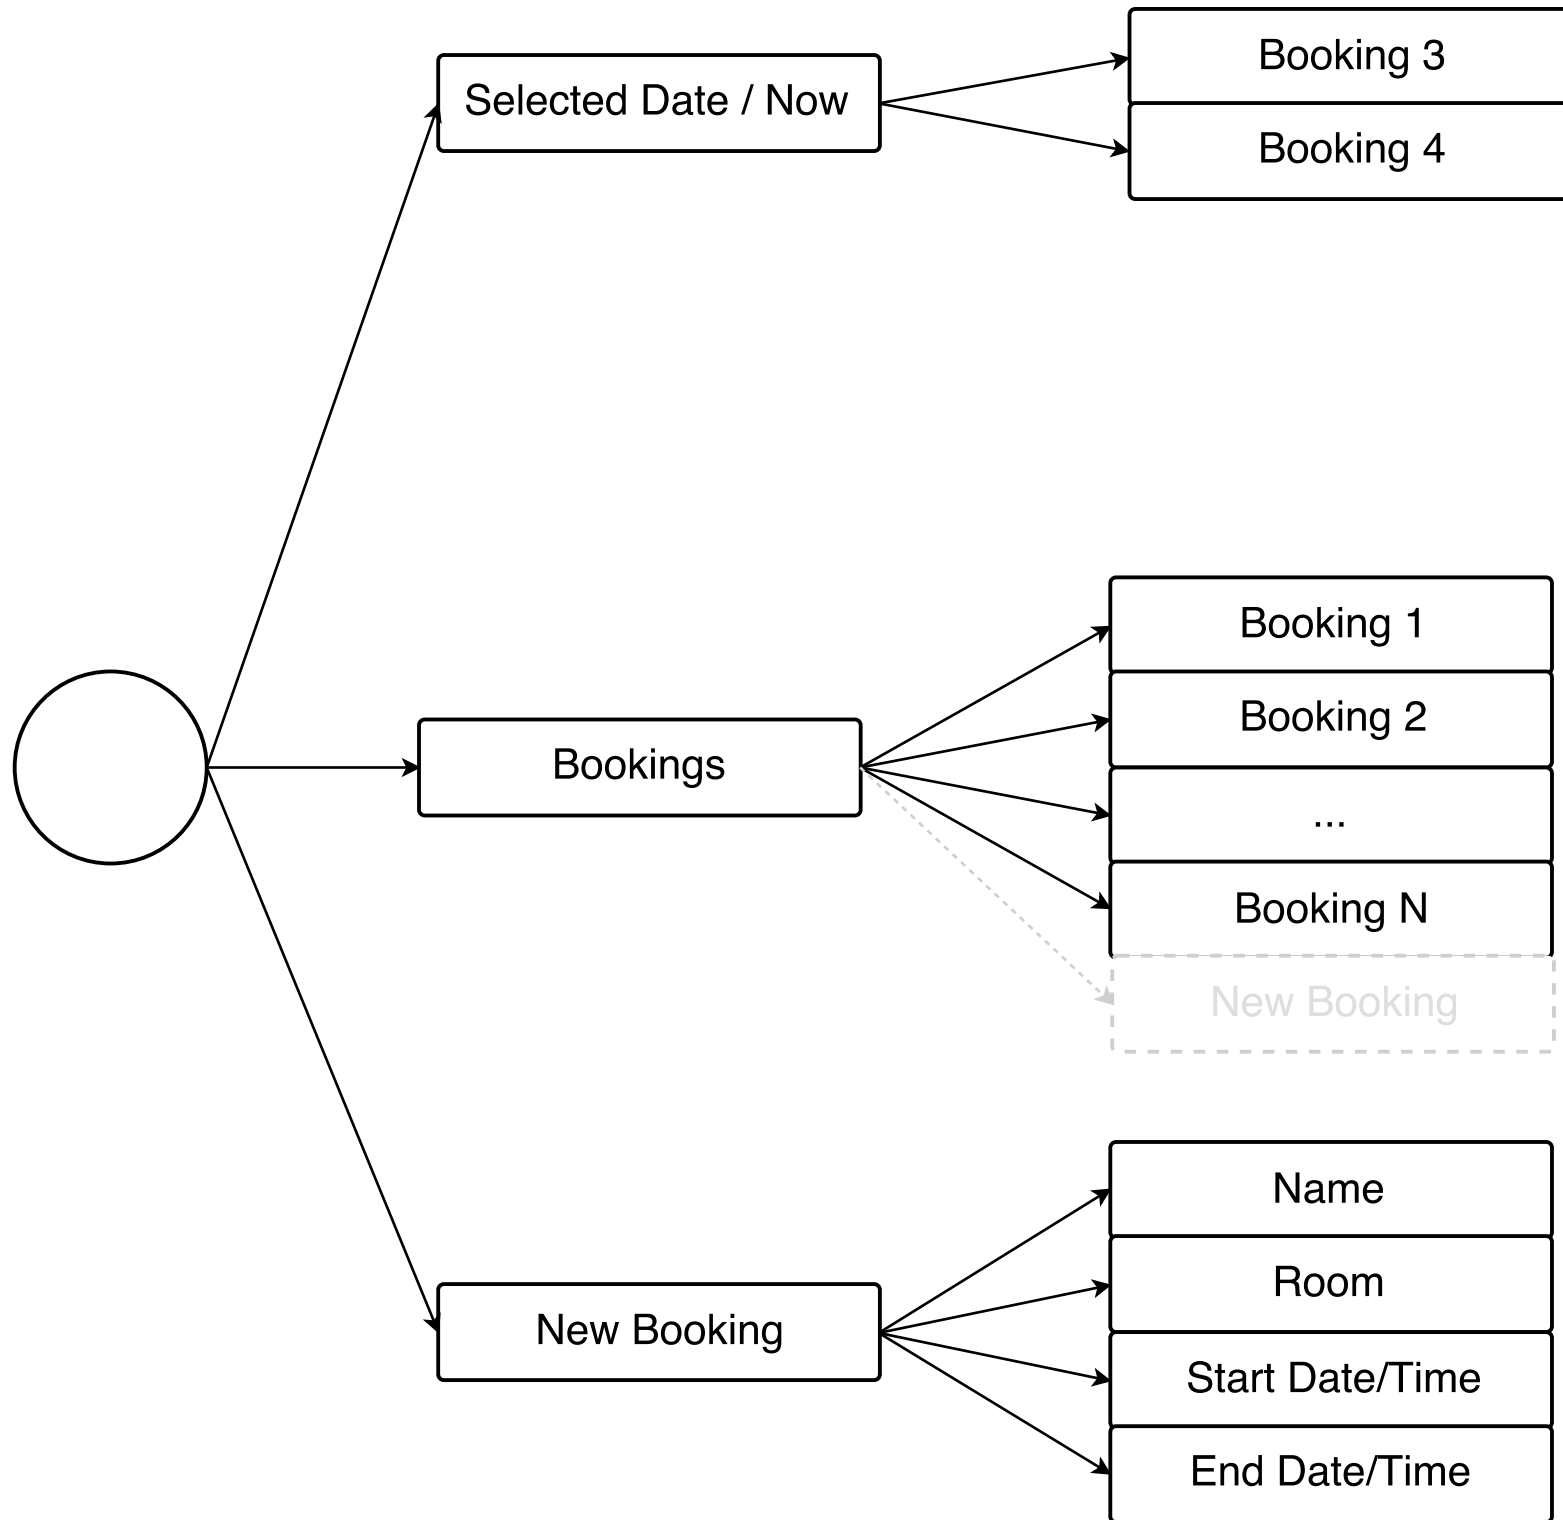 Selected Date / Now
Booking 3
Booking 4
Bookings
Booking 1
Booking 2
...
Booking N
New Booking
New Booking
Name
Room
Start Date/Time
End Date/Time